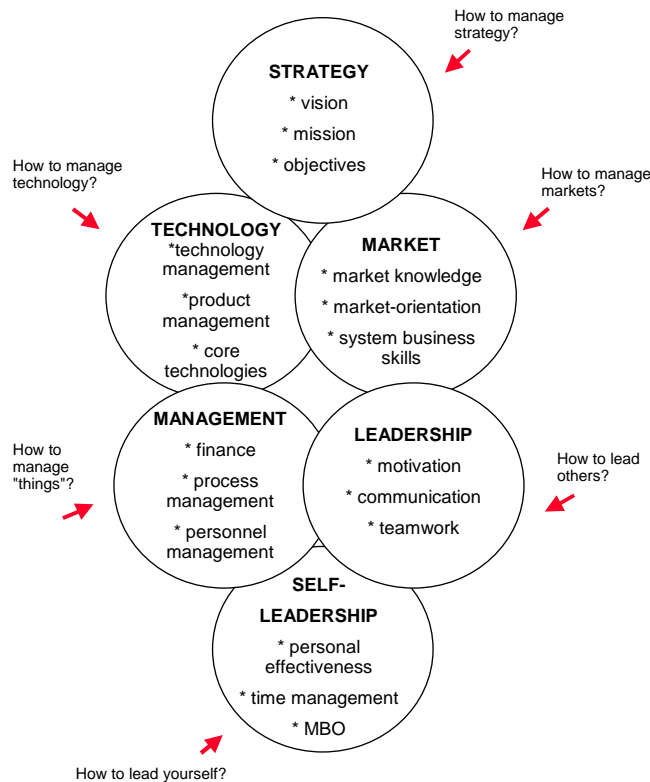 How to manage
strategy?
STRATEGY
* vision
* mission
* objectives
How to manage
technology?
How to manage
markets?
TECHNOLOGY
*technology
management
*product
management
* core
technologies
MARKET
* market knowledge
* market-orientation
* system business
skills
MANAGEMENT
* finance
* process
management
* personnel
management
LEADERSHIP
* motivation
* communication
* teamwork
How to
manage
"things"?
How to lead
others?
SELF-
LEADERSHIP
* personal
effectiveness
* time management
* MBO
How to lead yourself?